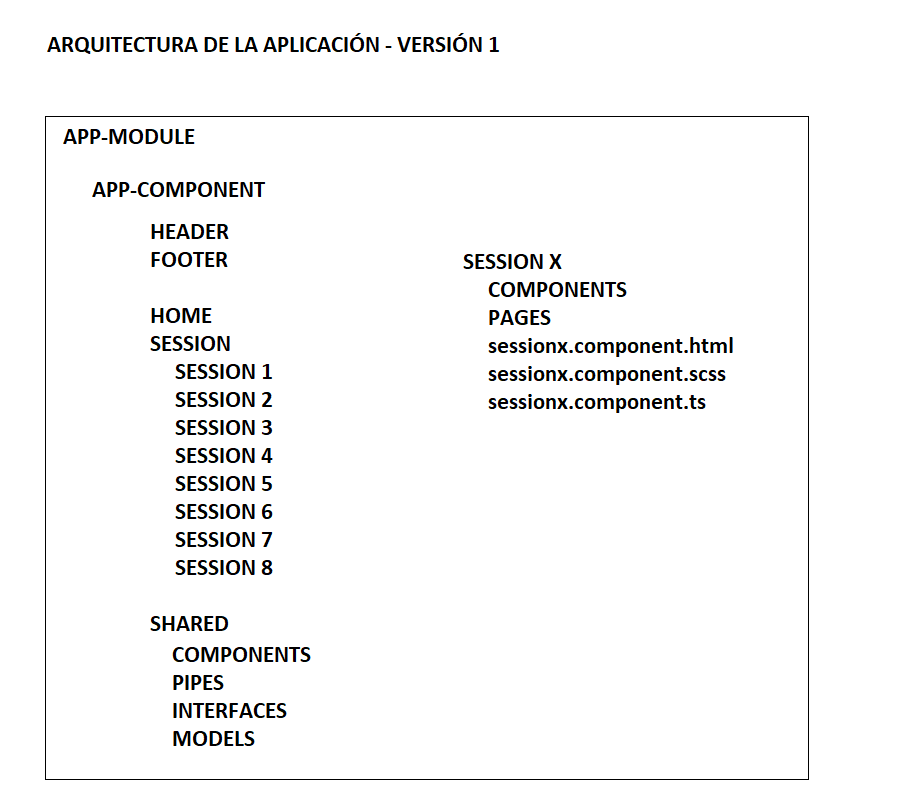 ARQUITECTURA DE LA APLICACIÓN - VERSIÓN 1
APP-MODULE
APP-COMPONENT
HEADER
FOOTER
HOME
SESSION
SESSION 1
SESSION 2
SESSION 3
SESSION 4
SESSION 5
SESSION 6
SESSION 7
SESSION 8
SHARED
COMPONENTS
PIPES
INTERFACES
MODELS
SESSION X
COMPONENTS
PAGES
sessionx.component.html
sessionx.component.scss
sessionx.component.ts